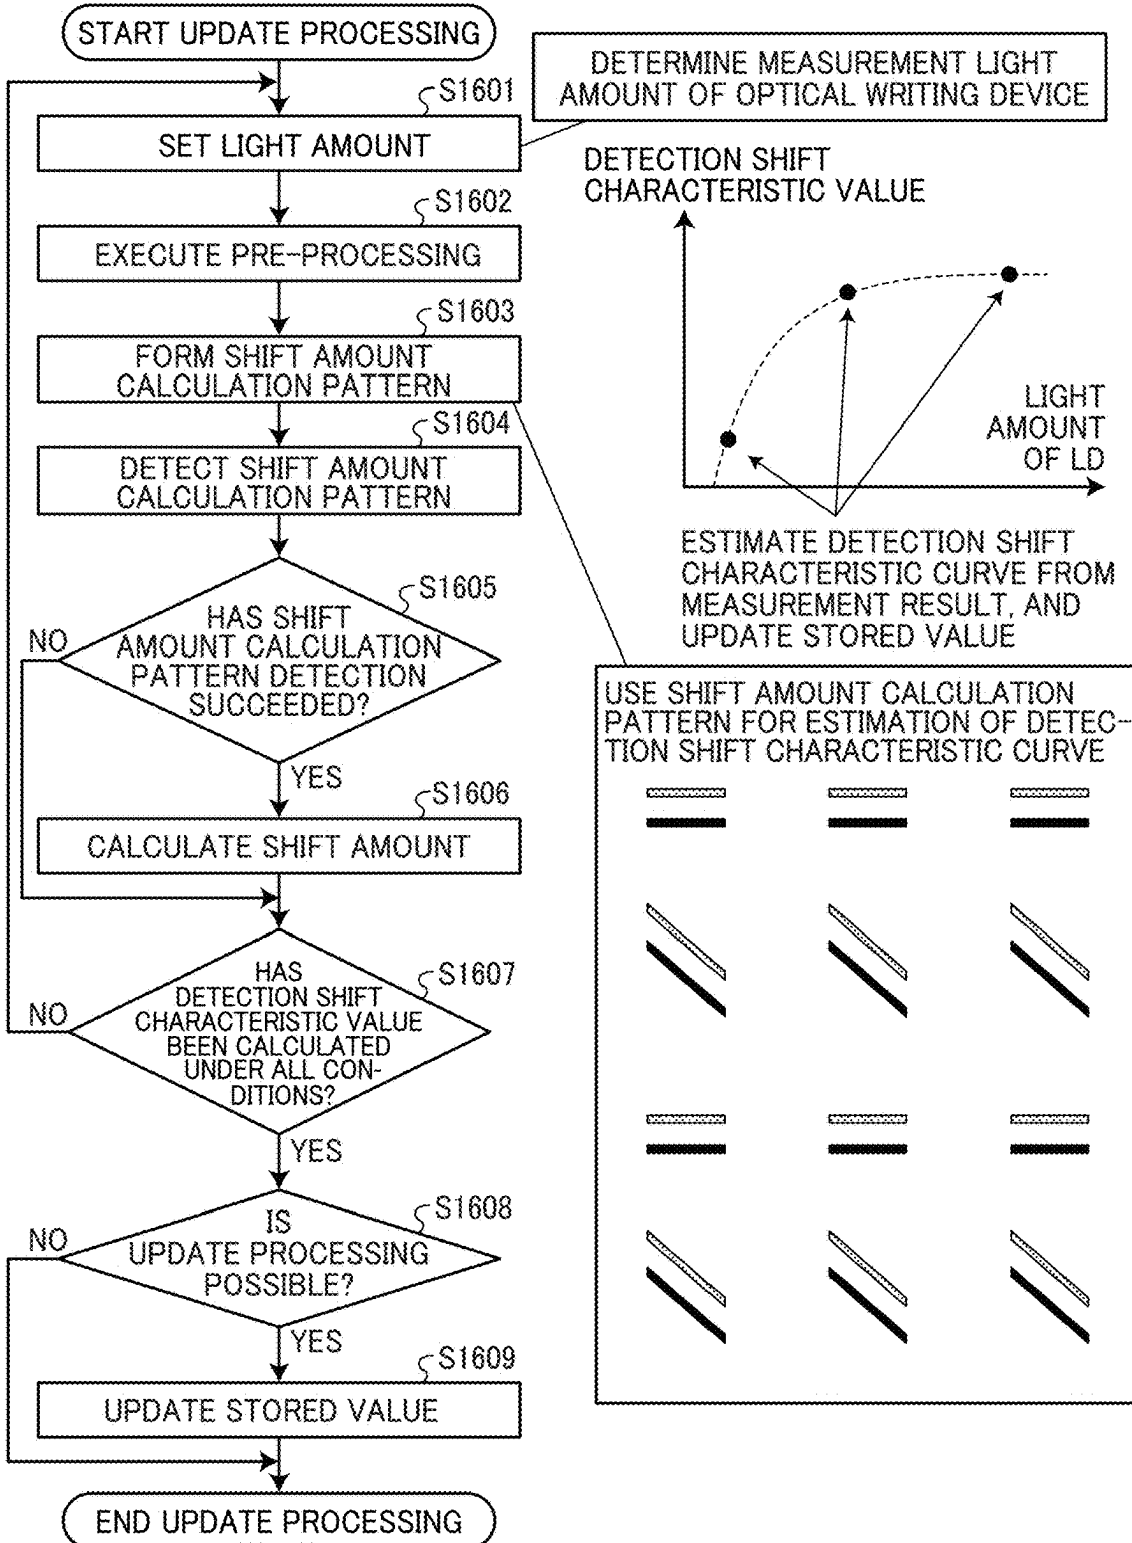 START UPDATE PROCESSING
S1601
SET LIGHT AMOUNT
DETERMINE MEASUREMENT LIGHT
AMOUNT OF OPTICAL WRITING DEVICE
S1602
EXECUTE PRE-PROCESSING
S1603
FORM SHIFT AMOUNT
CALCULATION PATTERN
S1604
DETECT SHIFT AMOUNT
CALCULATION PATTERN
S1605
HAS SHIFT
AMOUNT CALCULATION
PATTERN DETECTION
SUCCEEDED?
NO
YES
S1606
CALCULATE SHIFT AMOUNT
S1607
HAS
DETECTION SHIFT
CHARACTERISTIC VALUE
BEEN CALCULATED
UNDER ALL CON-
DITIONS?
NO
YES
S1608
IS
UPDATE PROCESSING
POSSIBLE?
NO
YES
S1609
UPDATE STORED VALUE
END UPDATE PROCESSING
DETECTION SHIFT
CHARACTERISTIC VALUE
LIGHT
AMOUNT
OF LD
ESTIMATE DETECTION SHIFT
CHARACTERISTIC CURVE FROM
MEASUREMENT RESULT, AND
UPDATE STORED VALUE
USE SHIFT AMOUNT CALCULATION
PATTERN FOR ESTIMATION OF DETEC-
TION SHIFT CHARACTERISTIC CURVE